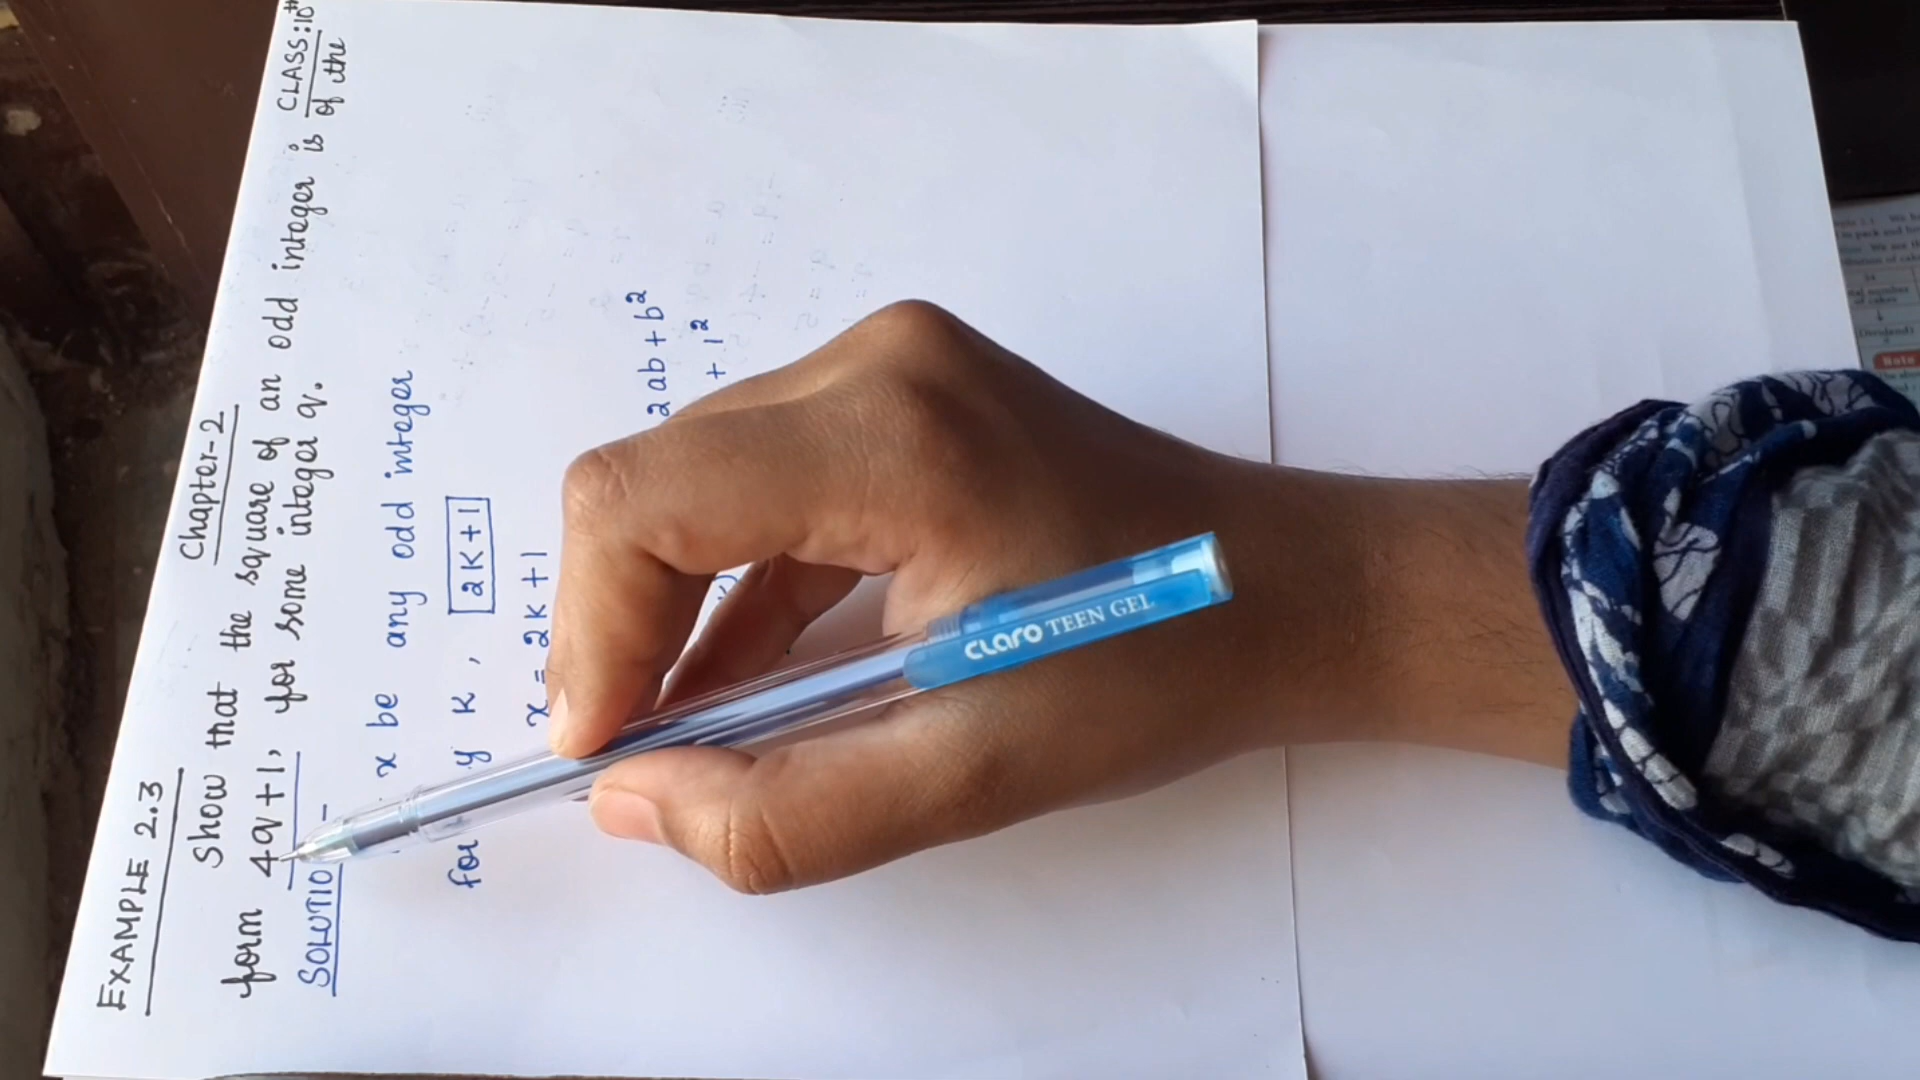 CLASS:10th
Chapter-2
EXAMPLE 2.3
Show that the square of an odd integer is of the
form 4q+1, for some integer q.
SOLUTIO
x be any odd integer
for y K, 2K+1
x = 2K+1
2ab+b²
+ 1²
CLARO TEEN GEL
Note